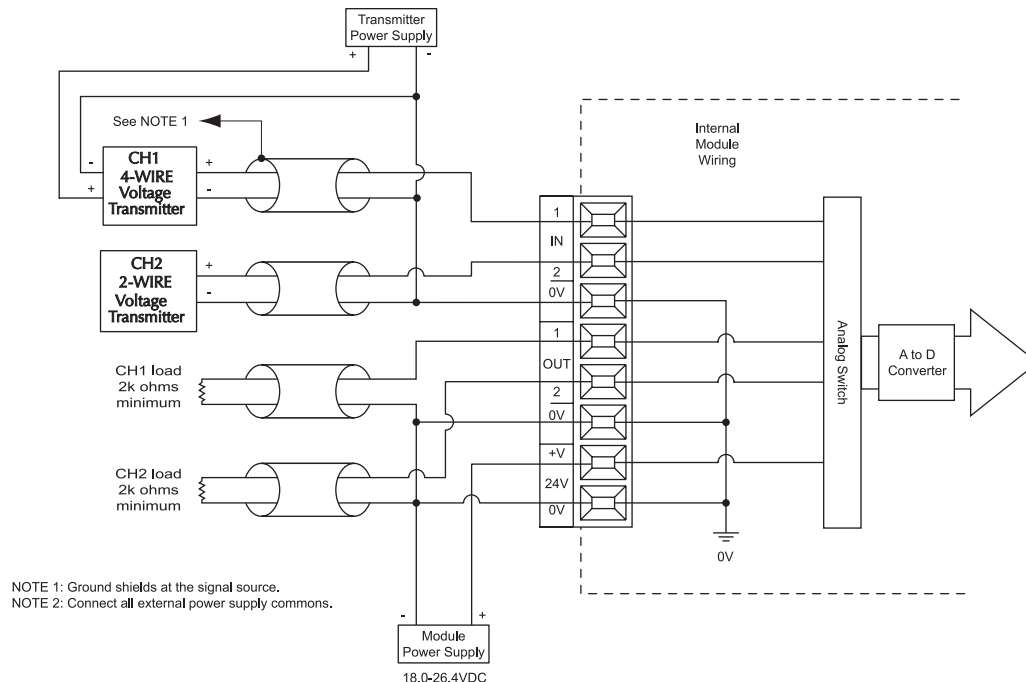 Transmitter
Power Supply
+
-
See NOTE 1
Internal
Module
Wiring
-
+
CH1
4-WIRE
Voltage
Transmitter
+
-
1
IN
2
0V
CH2
2-WIRE
Voltage
Transmitter
+
-
1
OUT
2
0V
Analog Switch
A to D
Converter
CH1 load
2k ohms
minimum
+V
24V
0V
CH2 load
2k ohms
minimum
0V
NOTE 1: Ground shields at the signal source.
NOTE 2: Connect all external power supply commons.
-
+
Module
Power Supply
18.0-26.4VDC